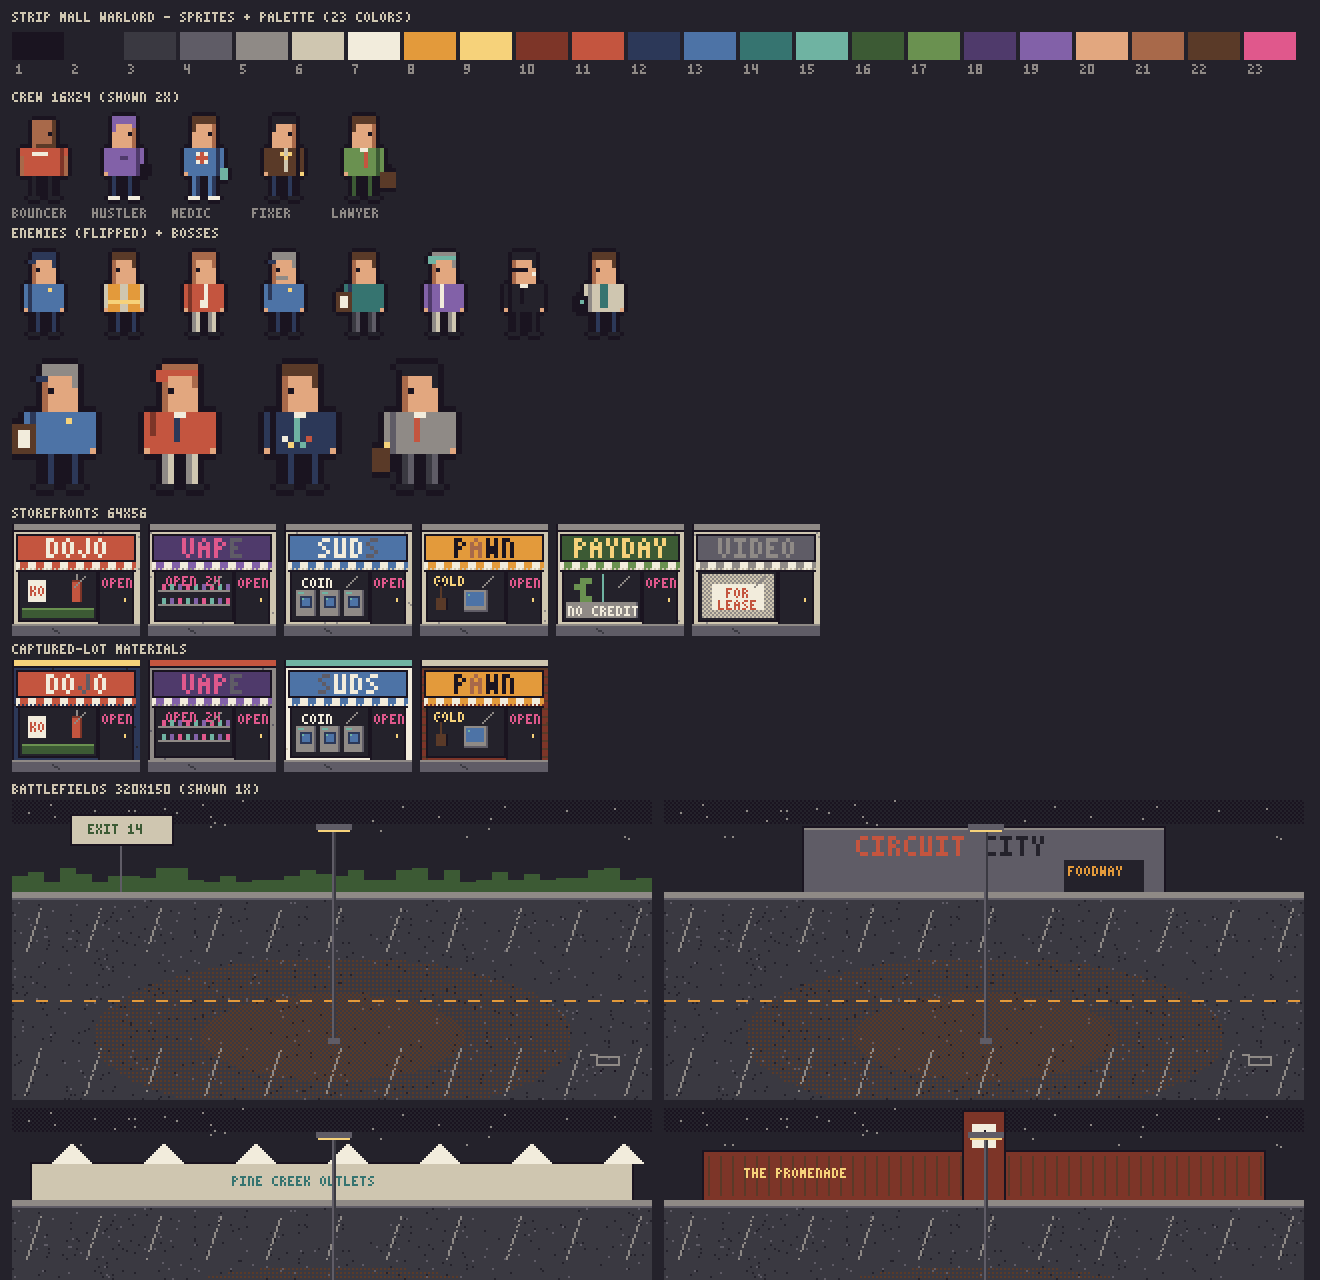 STRIP MALL WARLORD - SPRITES + PALETTE (23 COLORS)
1 2 3 4 5 6 7 8 9 10 11 12 13 14 15 16 17 18 19 20 21 22 23
CREW 16X24 (SHOWN 2X)
BOUNCER HUSTLER MEDIC FIXER LAWYER
ENEMIES (FLIPPED) + BOSSES
STOREFRONTS 64X56
DOJO VAPE SUDS PAWN PAYDAY VIDEO
KO OPEN OPEN 24 OPEN COIN OPEN GOLD OPEN OPEN FOR
NO CREDIT LEASE
CAPTURED-LOT MATERIALS
DOJO VAPE SUDS PAWN
KO OPEN OPEN 24 OPEN COIN OPEN GOLD OPEN
BATTLEFIELDS 320X150 (SHOWN 1X)
EXIT 14
CIRCUIT CITY
FOODWAY
PINE CREEK OUTLETS
THE PROMENADE